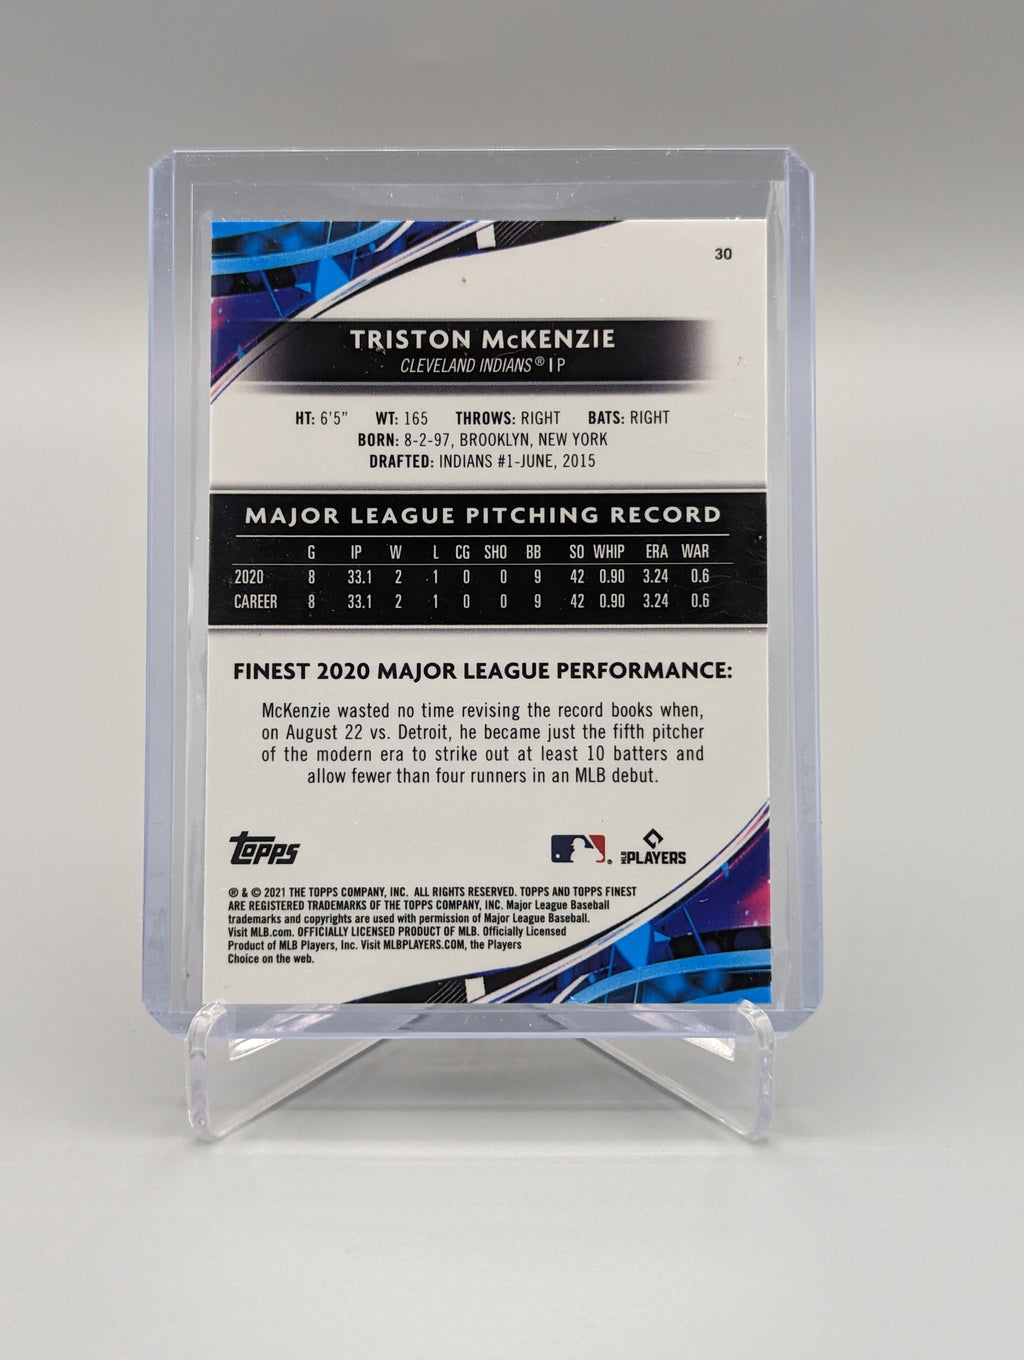 30
TRISTON McKENZIE
CLEVELAND INDIANS® | P
HT: 6'5" WT: 165 THROWS: RIGHT BATS: RIGHT
BORN: 8-2-97, BROOKLYN, NEW YORK
DRAFTED: INDIANS #1-JUNE, 2015
MAJOR LEAGUE PITCHING RECORD
G IP W L CG SHO BB SO WHIP ERA WAR
2020 8 33.1 2 1 0 0 9 42 0.90 3.24 0.6
CAREER 8 33.1 2 1 0 0 9 42 0.90 3.24 0.6
FINEST 2020 MAJOR LEAGUE PERFORMANCE:
McKenzie wasted no time revising the record books when,
on August 22 vs. Detroit, he became just the fifth pitcher
of the modern era to strike out at least 10 batters and
allow fewer than four runners in an MLB debut.
Topps ® MLB PLAYERS
® & © 2021 THE TOPPS COMPANY, INC. ALL RIGHTS RESERVED. TOPPS AND TOPPS FINEST
ARE REGISTERED TRADEMARKS OF THE TOPPS COMPANY, INC. Major League Baseball
trademarks and copyrights are used with permission of Major League Baseball.
Visit MLB.com. OFFICIALLY LICENSED PRODUCT OF MLB. Officially Licensed
Product of MLB Players, Inc. Visit MLBPLAYERS.COM, the Players
Choice on the web.